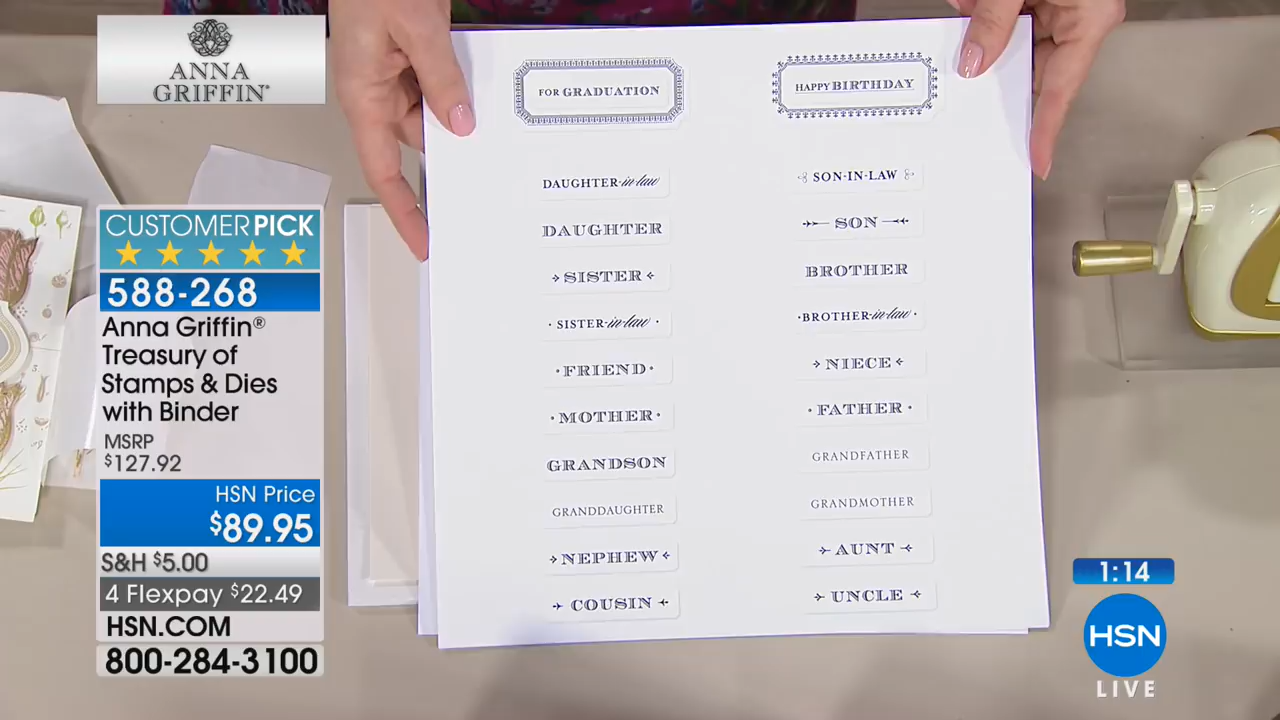 ANNA
GRIFFIN®
CUSTOMER PICK
588-268
Anna Griffin®
Treasury of
Stamps & Dies
with Binder
MSRP
$127.92
HSN Price
$89.95
S&H $5.00
4 Flexpay $22.49
HSN.COM
800-284-3100
FOR GRADUATION
DAUGHTER-in-law
DAUGHTER
SISTER
SISTER-in-law
FRIEND
MOTHER
GRANDSON
GRANDDAUGHTER
NEPHEW
COUSIN
HAPPY BIRTHDAY
SON-IN-LAW
SON
BROTHER
BROTHER-in-law
NIECE
FATHER
GRANDFATHER
GRANDMOTHER
AUNT
UNCLE
1:14
HSN
LIVE